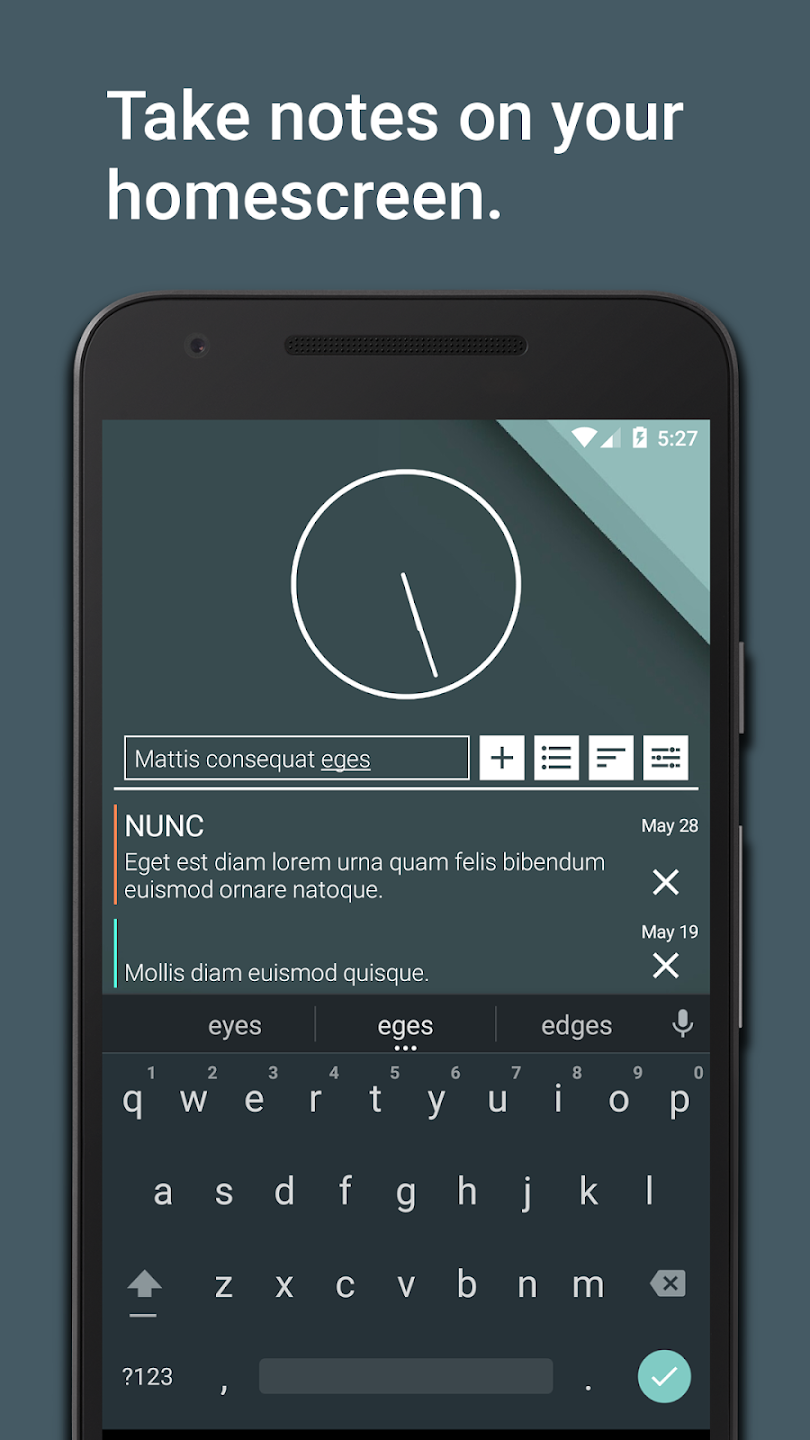 Take notes on your
homescreen.
5:27
Mattis consequat eges
NUNC
May 28
Eget est diam lorem urna quam felis bibendum
euismod ornare natoque.
May 19
Mollis diam euismod quisque.
eyes eges edges
1 2 3 4 5 6 7 8 9 0
q w e r t y u i o p
a s d f g h j k l
z x c v b n m
?123 , .